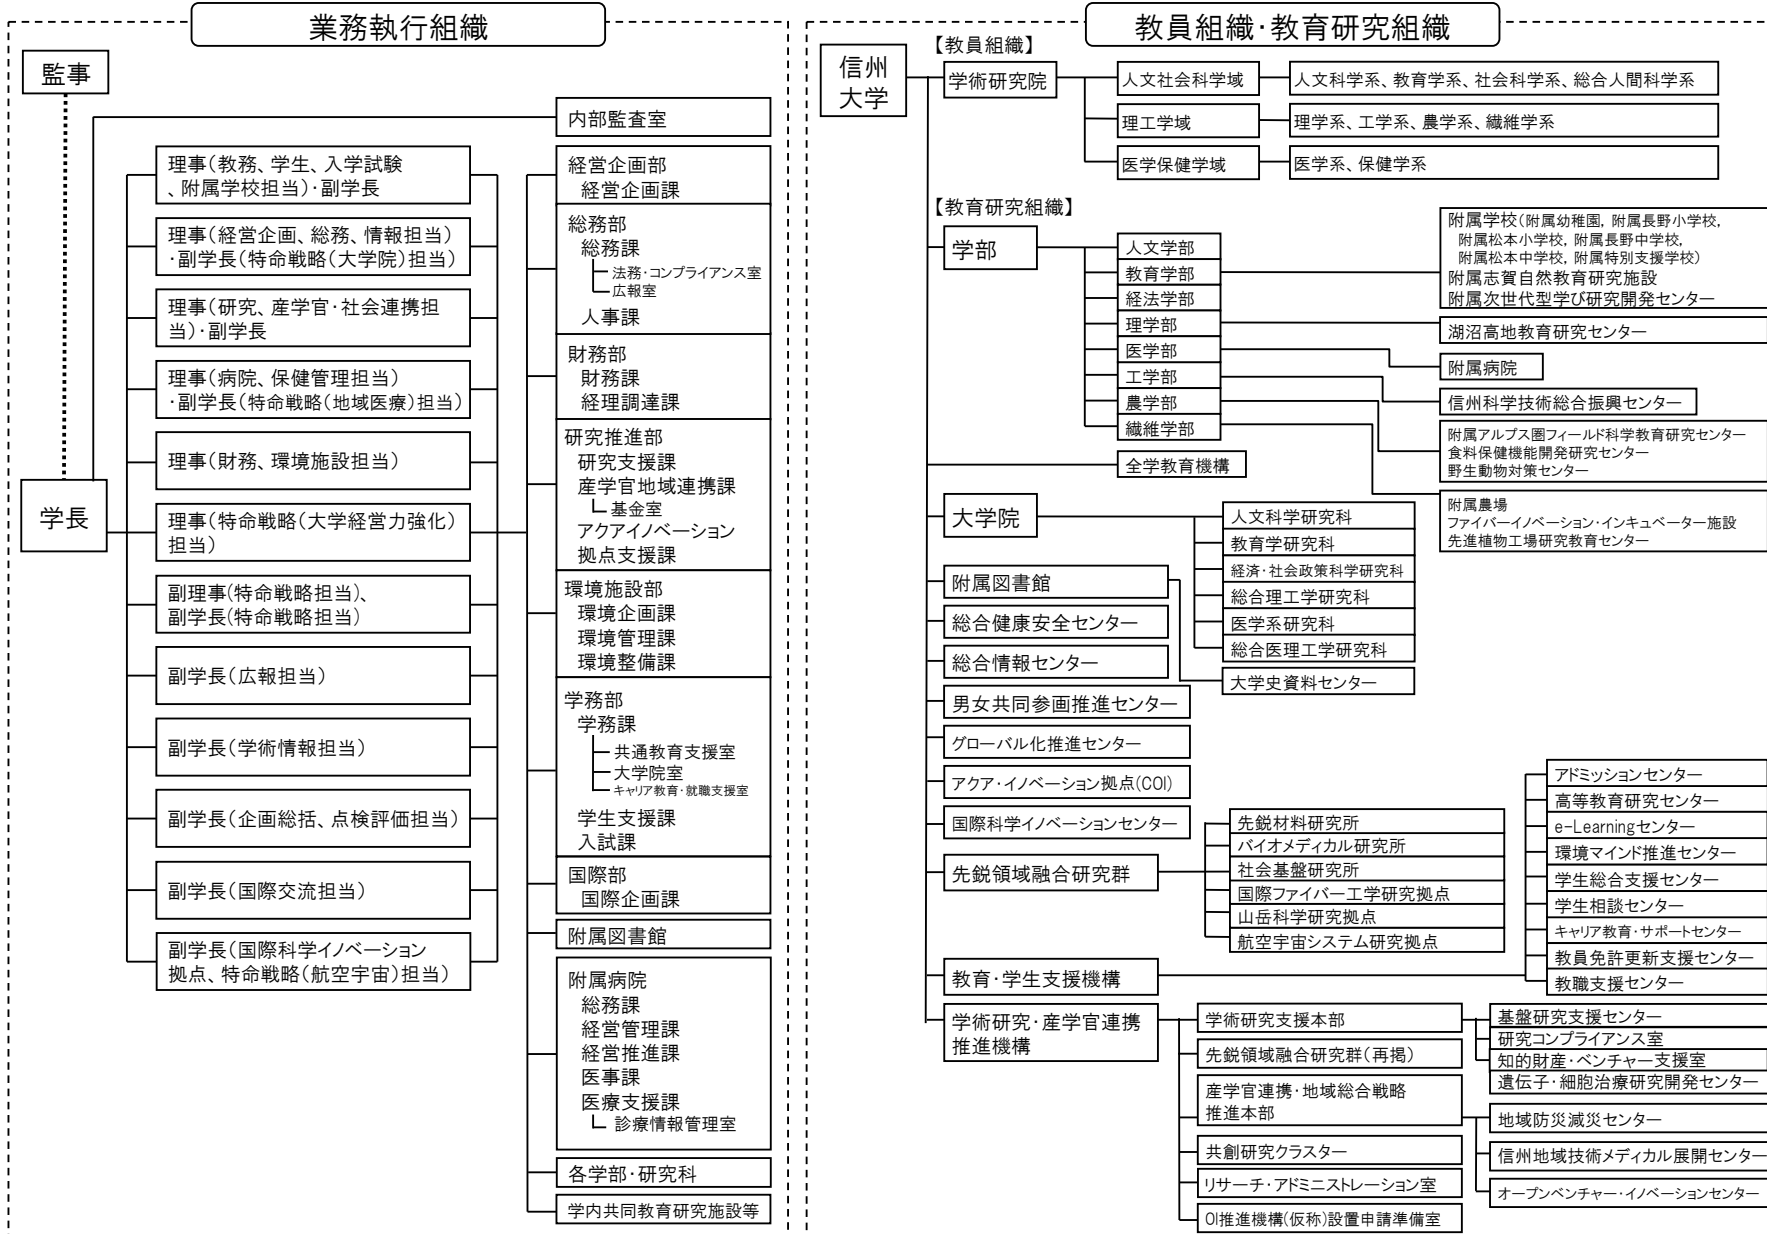 業務執行組織
監事
学長
内部監査室
理事(教務、学生、入学試験
、附属学校担当)・副学長
理事(経営企画、総務、情報担当)
・副学長(特命戦略(大学院)担当)
理事(研究、産学官・社会連携担
当)・副学長
理事(病院、保健管理担当)
・副学長(特命戦略(地域医療)担当)
理事(財務、環境施設担当)
理事(特命戦略(大学経営力強化)
担当)
副理事(特命戦略担当)、
副学長(特命戦略担当)
副学長(広報担当)
副学長(学術情報担当)
副学長(企画総括、点検評価担当)
副学長(国際交流担当)
副学長(国際科学イノベーション
拠点、特命戦略(航空宇宙)担当)
経営企画部
経営企画課
総務部
総務課
法務・コンプライアンス室
広報室
人事課
財務部
財務課
経理調達課
研究推進部
研究支援課
産学官地域連携課
基金室
アクアイノベーション
拠点支援課
環境施設部
環境企画課
環境管理課
環境整備課
学務部
学務課
共通教育支援室
大学院室
キャリア教育・就職支援室
学生支援課
入試課
国際部
国際企画課
附属図書館
附属病院
総務課
経営管理課
経営推進課
医事課
医療支援課
診療情報管理室
各学部・研究科
学内共同教育研究施設等
教員組織・教育研究組織
信州
大学
【教員組織】
学術研究院
人文社会科学域
人文科学系、教育学系、社会科学系、総合人間科学系
理工学域
理学系、工学系、農学系、繊維学系
医学保健学域
医学系、保健学系
【教育研究組織】
学部
人文学部
教育学部
経法学部
理学部
医学部
工学部
農学部
繊維学部
附属学校(附属幼稚園, 附属長野小学校,
附属松本小学校, 附属長野中学校,
附属松本中学校, 附属特別支援学校)
附属志賀自然教育研究施設
附属次世代型学び研究開発センター
湖沼高地教育研究センター
附属病院
信州科学技術総合振興センター
附属アルプス圏フィールド科学教育研究センター
食料保健機能開発研究センター
野生動物対策センター
附属農場
ファイバーイノベーション・インキュベーター施設
先進植物工場研究教育センター
全学教育機構
大学院
人文科学研究科
教育学研究科
経済・社会政策科学研究科
総合理工学研究科
医学系研究科
総合医理工学研究科
附属図書館
大学史資料センター
総合健康安全センター
総合情報センター
男女共同参画推進センター
グローバル化推進センター
アクア・イノベーション拠点(COI)
国際科学イノベーションセンター
先鋭領域融合研究群
先鋭材料研究所
バイオメディカル研究所
社会基盤研究所
国際ファイバー工学研究拠点
山岳科学研究拠点
航空宇宙システム研究拠点
教育・学生支援機構
アドミッションセンター
高等教育研究センター
e-Learningセンター
環境マインド推進センター
学生総合支援センター
学生相談センター
キャリア教育・サポートセンター
教員免許更新支援センター
教職支援センター
学術研究・産学官連携
推進機構
学術研究支援本部
基盤研究支援センター
研究コンプライアンス室
知的財産・ベンチャー支援室
遺伝子・細胞治療研究開発センター
先鋭領域融合研究群(再掲)
産学官連携・地域総合戦略
推進本部
地域防災減災センター
信州地域技術メディカル展開センター
オープンベンチャー・イノベーションセンター
共創研究クラスター
リサーチ・アドミニストレーション室
OI推進機構(仮称)設置申請準備室